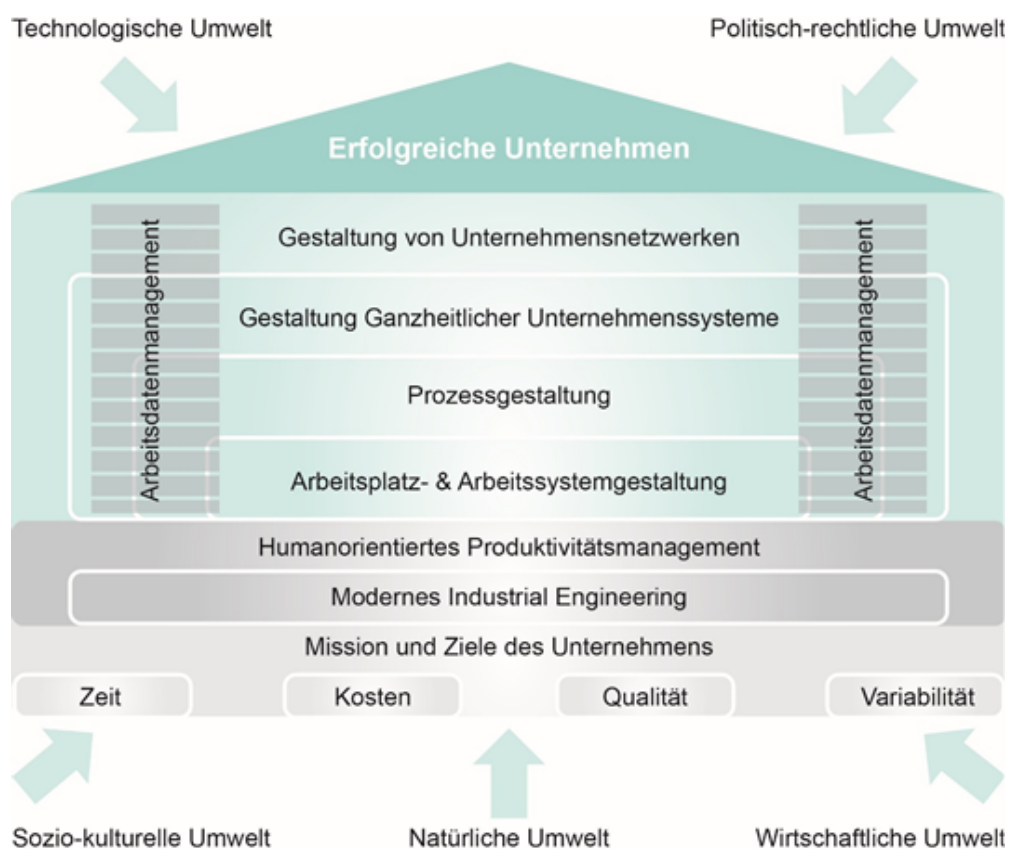 Technologische Umwelt
Politisch-rechtliche Umwelt
Erfolgreiche Unternehmen
Arbeitsdatenmanagement
Gestaltung von Unternehmensnetzwerken
Gestaltung Ganzheitlicher Unternehmenssysteme
Prozessgestaltung
Arbeitsplatz- & Arbeitssystemgestaltung
Arbeitsdatenmanagement
Humanorientiertes Produktivitätsmanagement
Modernes Industrial Engineering
Mission und Ziele des Unternehmens
Zeit
Kosten
Qualität
Variabilität
Sozio-kulturelle Umwelt
Natürliche Umwelt
Wirtschaftliche Umwelt